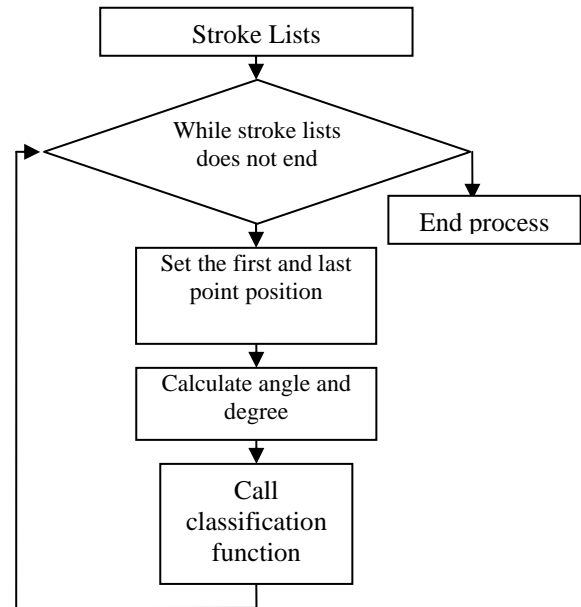 Stroke Lists
While stroke lists
does not end
End process
Set the first and last
point position
Calculate angle and
degree
Call
classification
function